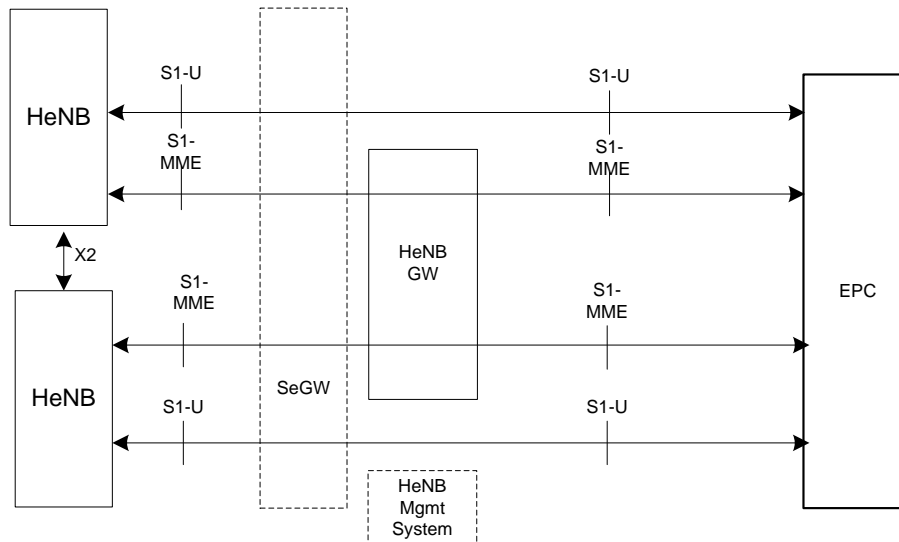 HeNB
S1-U
S1-U
S1-
MME
S1-
MME
X2
HeNB
GW
EPC
S1-
MME
S1-
MME
HeNB
SeGW
S1-U
S1-U
HeNB
Mgmt
System